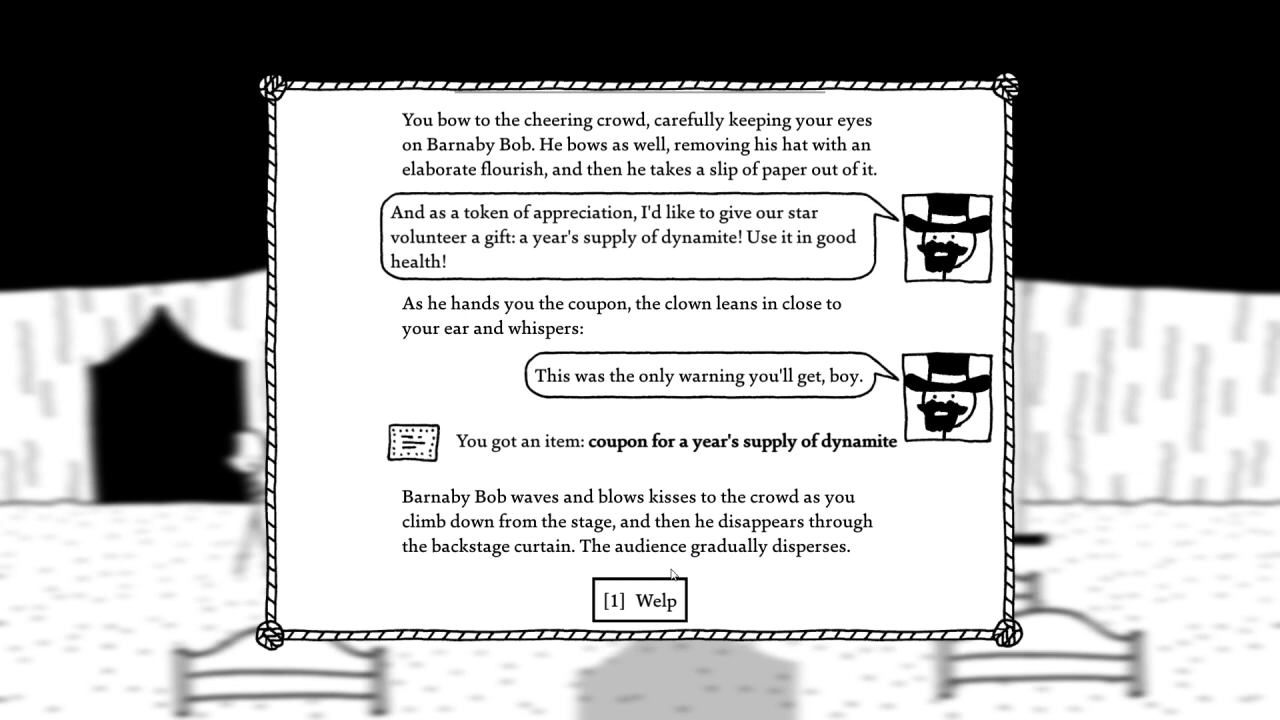 You bow to the cheering crowd, carefully keeping your eyes
on Barnaby Bob. He bows as well, removing his hat with an
elaborate flourish, and then he takes a slip of paper out of it.
And as a token of appreciation, I'd like to give our star
volunteer a gift: a year's supply of dynamite! Use it in good
health!
As he hands you the coupon, the clown leans in close to
your ear and whispers:
This was the only warning you'll get, boy.
You got an item: coupon for a year's supply of dynamite
Barnaby Bob waves and blows kisses to the crowd as you
climb down from the stage, and then he disappears through
the backstage curtain. The audience gradually disperses.
[1] Welp